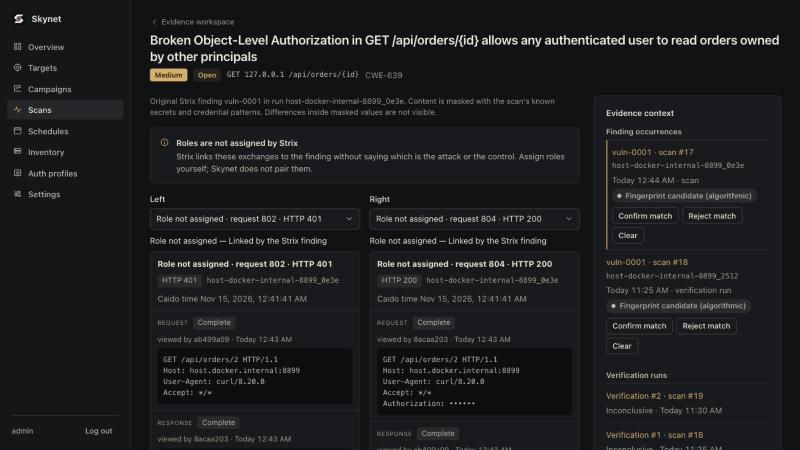 Skynet
Overview
Targets
Campaigns
Scans
Schedules
Inventory
Auth profiles
Settings
admin
Log out
Evidence workspace
Broken Object-Level Authorization in GET /api/orders/{id} allows any authenticated user to read orders owned
by other principals
Medium
Open
GET 127.0.0.1 /api/orders/{id}
CWE-639
Original Strix finding vuln-0001 in run host-docker-internal-8899_0e3e. Content is masked with the scan's known
secrets and credential patterns. Differences inside masked values are not visible.
Roles are not assigned by Strix
Strix links these exchanges to the finding without saying which is the attack or the control. Assign roles
yourself; Skynet does not pair them.
Left
Role not assigned · request 802 · HTTP 401
Role not assigned — Linked by the Strix finding
Role not assigned · request 802 · HTTP 401
HTTP 401
host-docker-internal-8899_0e3e
Caido time Nov 15, 2026, 12:41:41 AM
REQUEST
Complete
viewed by ab499a09 · Today 12:43 AM
GET /api/orders/2 HTTP/1.1
Host: host.docker.internal:8899
User-Agent: curl/8.20.0
Accept: */*
RESPONSE
Complete
viewed by 8acaa203 · Today 12:43 AM
Right
Role not assigned · request 804 · HTTP 200
Role not assigned — Linked by the Strix finding
Role not assigned · request 804 · HTTP 200
HTTP 200
host-docker-internal-8899_0e3e
Caido time Nov 15, 2026, 12:41:41 AM
REQUEST
Complete
viewed by 8acaa203 · Today 12:43 AM
GET /api/orders/2 HTTP/1.1
Host: host.docker.internal:8899
User-Agent: curl/8.20.0
Accept: */*
Authorization: ••••••
RESPONSE
Complete
viewed by 8acaa203 · Today 12:43 AM
Evidence context
Finding occurrences
vuln-0001 · scan #17
host-docker-internal-8899_0e3e
Today 12:44 AM · scan
Fingerprint candidate (algorithmic)
Confirm match
Reject match
Clear
vuln-0001 · scan #18
host-docker-internal-8899_2512
Today 11:25 AM · verification run
Fingerprint candidate (algorithmic)
Confirm match
Reject match
Clear
Verification runs
Verification #2 · scan #19
Inconclusive · Today 11:30 AM
Verification #1 · scan #18
Inconclusive · Today 11:25 AM